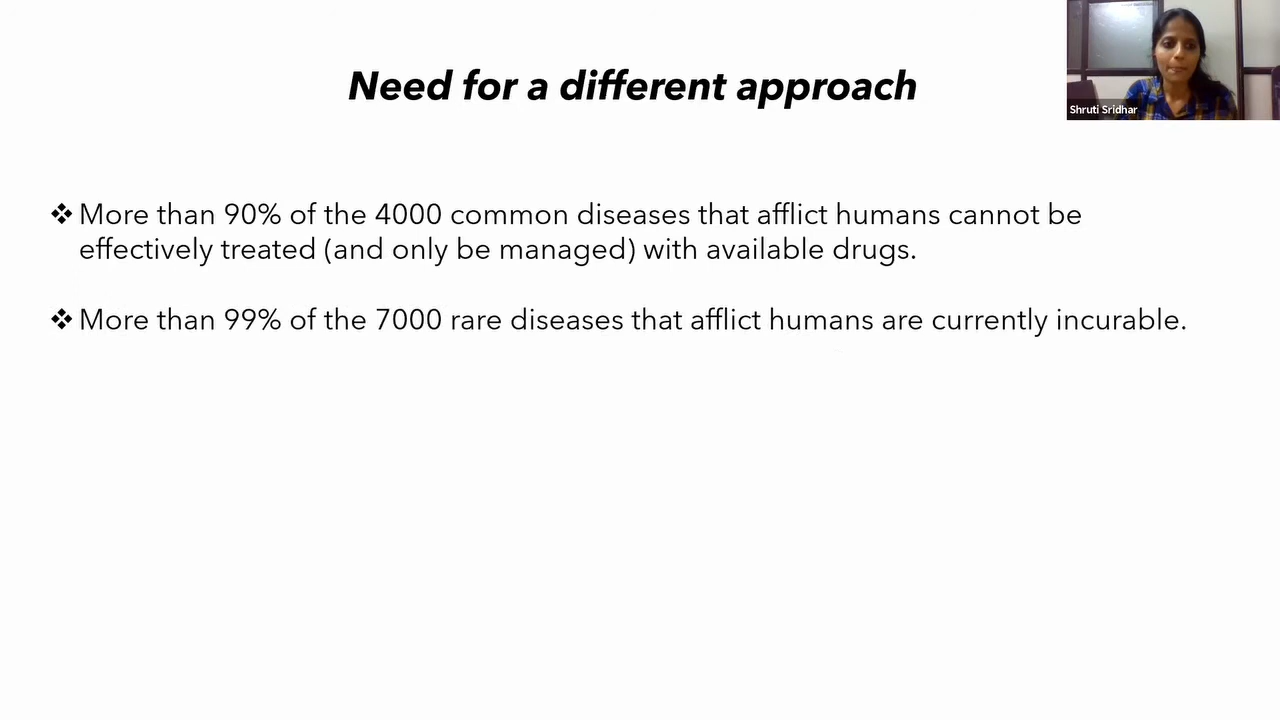 Need for a different approach
Shruti Sridhar
❖ More than 90% of the 4000 common diseases that afflict humans cannot be
effectively treated (and only be managed) with available drugs.
❖ More than 99% of the 7000 rare diseases that afflict humans are currently incurable.